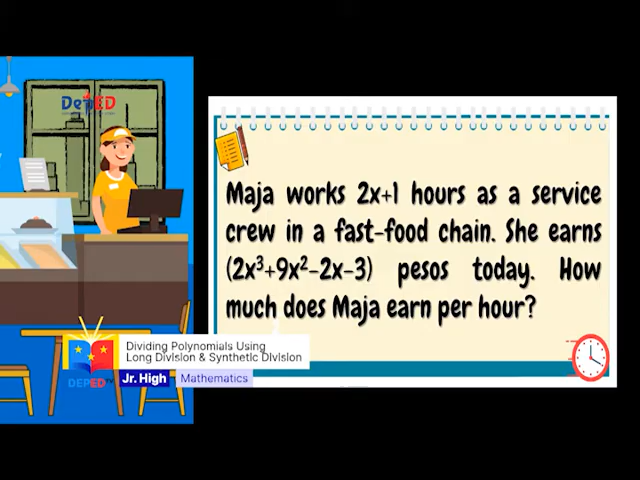 DepED
Maja works 2x+1 hours as a service
crew in a fast-food chain. She earns
(2x³+9x²-2x-3) pesos today. How
much does Maja earn per hour?
Dividing Polynomials Using
Long Division & Synthetic Division
DEPED
Jr. High
Mathematics